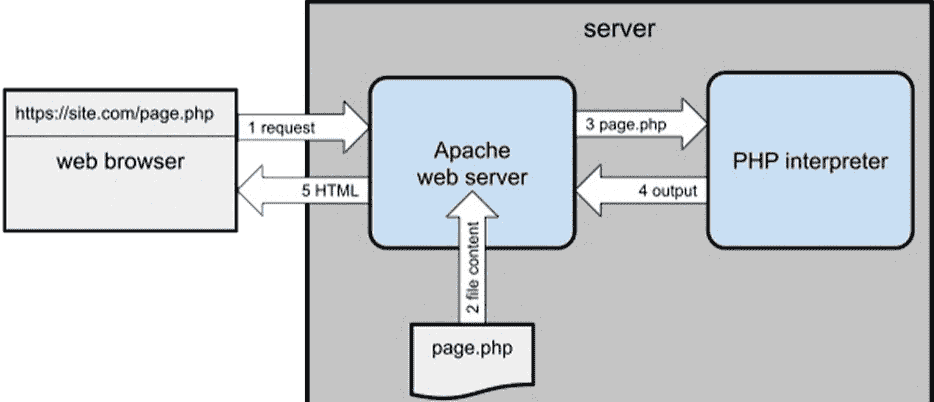 server
https://site.com/page.php
web browser
1 request
5 HTML
Apache
web server
3 page.php
4 output
PHP interpreter
2 file content
page.php